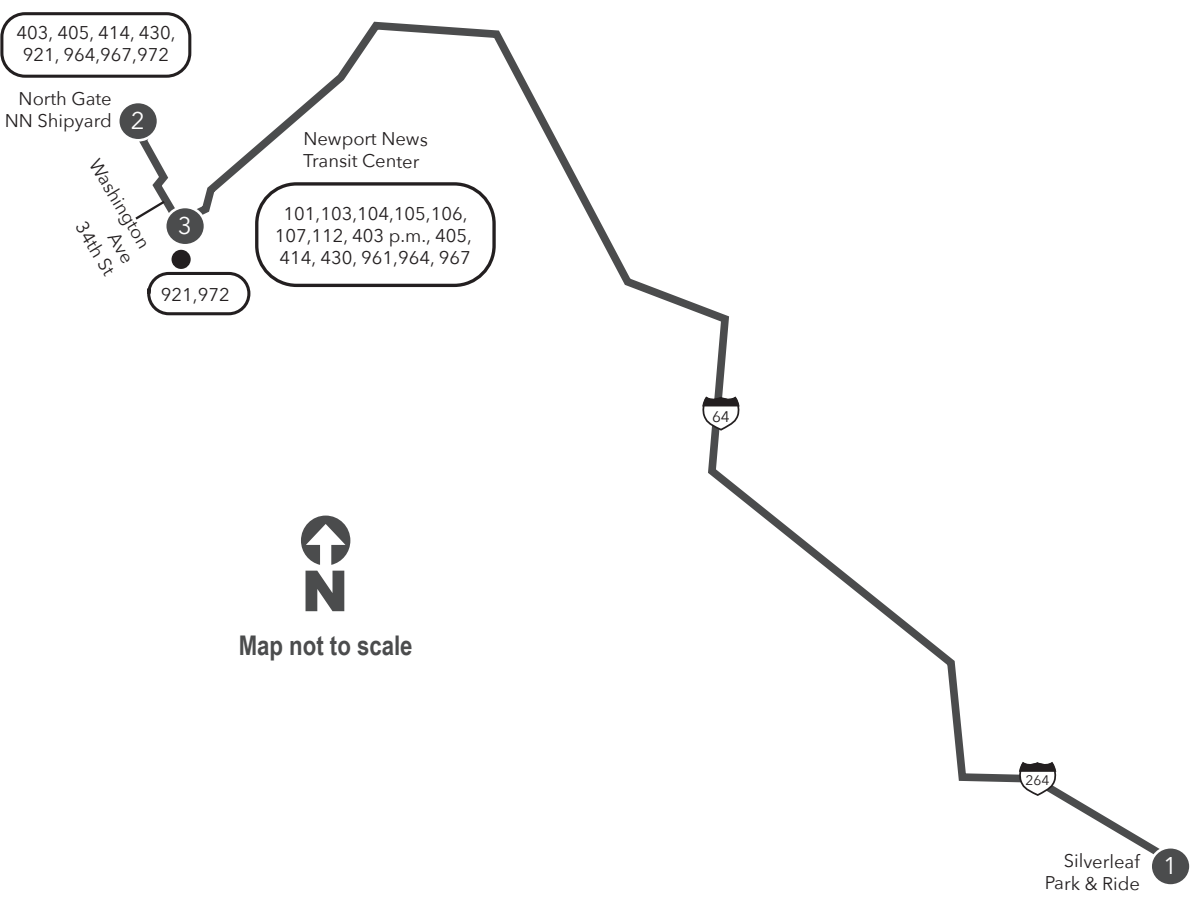 403, 405, 414, 430,
921, 964,967,972
North Gate
NN Shipyard
2
Newport News
Transit Center
Washington
Ave
34th St
3
101,103,104,105,106,
107,112, 403 p.m., 405,
414, 430, 961,964, 967
921,972
64
N
Map not to scale
264
Silverleaf
Park & Ride
1